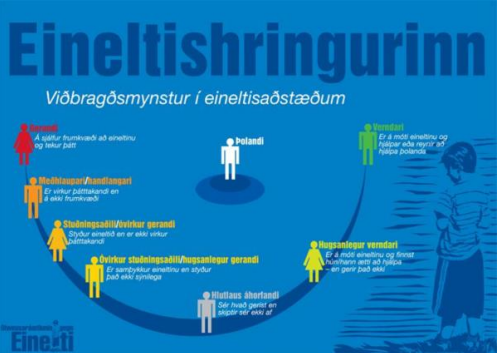 Eineltishringurinn
Viðbragðsmynstur í eineltisaðstæðum
Gerandi
Á sjálfur frumkvæði að eineltinu
og tekur þátt
Þolandi
Verndari
Er á móti eineltinu og
hjálpar eða reynir að
hjálpa þolanda
Meðhlaupari/handlangari
Er virkur þátttakandi en
á ekki frumkvæði
Stuðningsaðili/óvirkur gerandi
Styður eineltið en er ekki virkur
þátttakandi
Óvirkur stuðningsaðili/hugsanlegur gerandi
Er samþykkur eineltinu en styður
það ekki sýnilega
Hugsanlegur verndari
Er á móti eineltinu og finnst
hún/hann ætti að hjálpa
– en gerir það ekki
Hlutlaus áhorfandi
Sér hvað gerist en
skiptir sér ekki af
Einelti